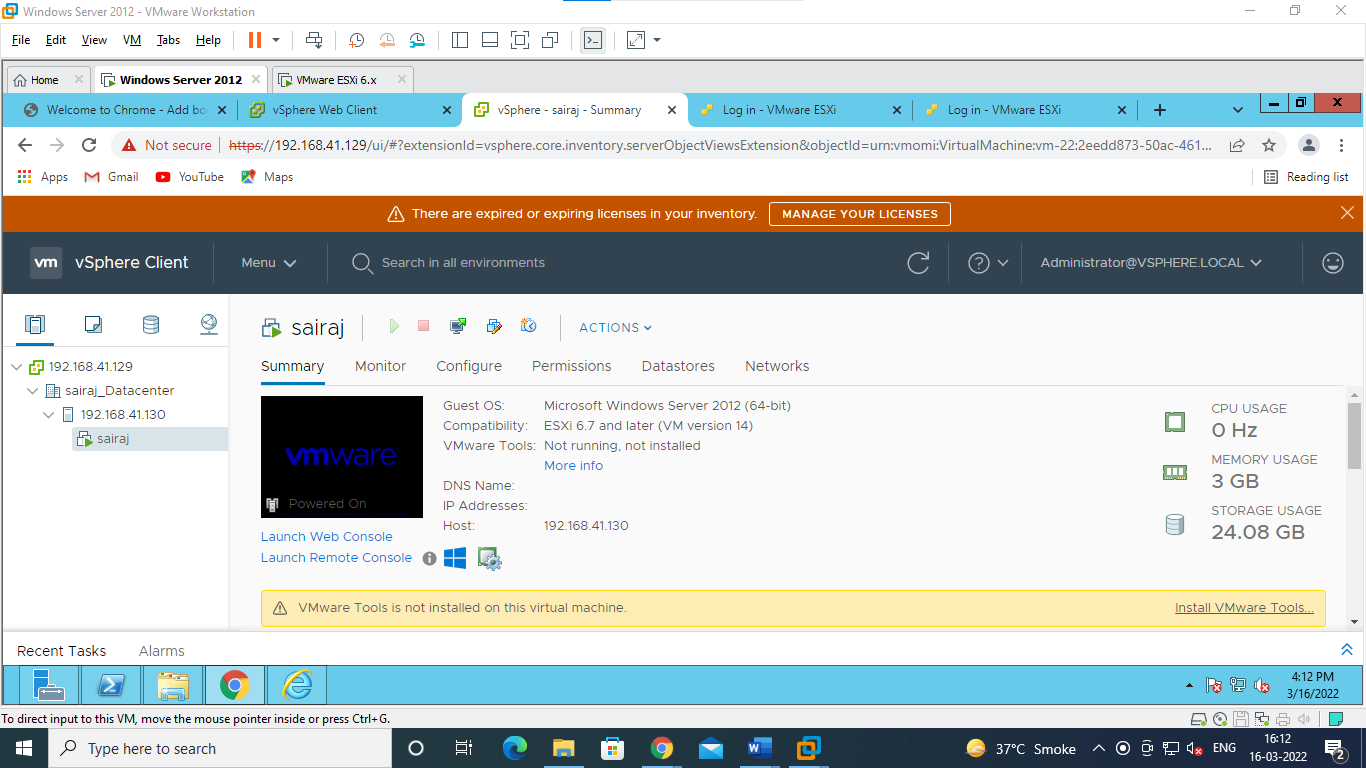 Windows Server 2012 - VMware Workstation
File Edit View VM Tabs Help
Home Windows Server 2012 VMware ESXi 6.x
Welcome to Chrome - Add bo vSphere Web Client vSphere - sairaj - Summary Log in - VMware ESXi Log in - VMware ESXi
Not secure https://192.168.41.129/ui/#?extensionId=vsphere.core.inventory.serverObjectViewsExtension&objectId=urn:vmomi:VirtualMachine:vm-22:2eedd873-50ac-461...
Apps Gmail YouTube Maps Reading list
There are expired or expiring licenses in your inventory. MANAGE YOUR LICENSES
vm vSphere Client Menu Search in all environments Administrator@VSPHERE.LOCAL
sairaj ACTIONS
Summary Monitor Configure Permissions Datastores Networks
192.168.41.129
sairaj_Datacenter
192.168.41.130
sairaj
vmware
Powered On
Launch Web Console
Launch Remote Console
Guest OS: Microsoft Windows Server 2012 (64-bit)
Compatibility: ESXi 6.7 and later (VM version 14)
VMware Tools: Not running, not installed
More info
DNS Name:
IP Addresses:
Host: 192.168.41.130
CPU USAGE
0 Hz
MEMORY USAGE
3 GB
STORAGE USAGE
24.08 GB
VMware Tools is not installed on this virtual machine. Install VMware Tools...
Recent Tasks Alarms
4:12 PM
3/16/2022
To direct input to this VM, move the mouse pointer inside or press Ctrl+G.
Type here to search 37°C Smoke ENG 16:12
16-03-2022
2